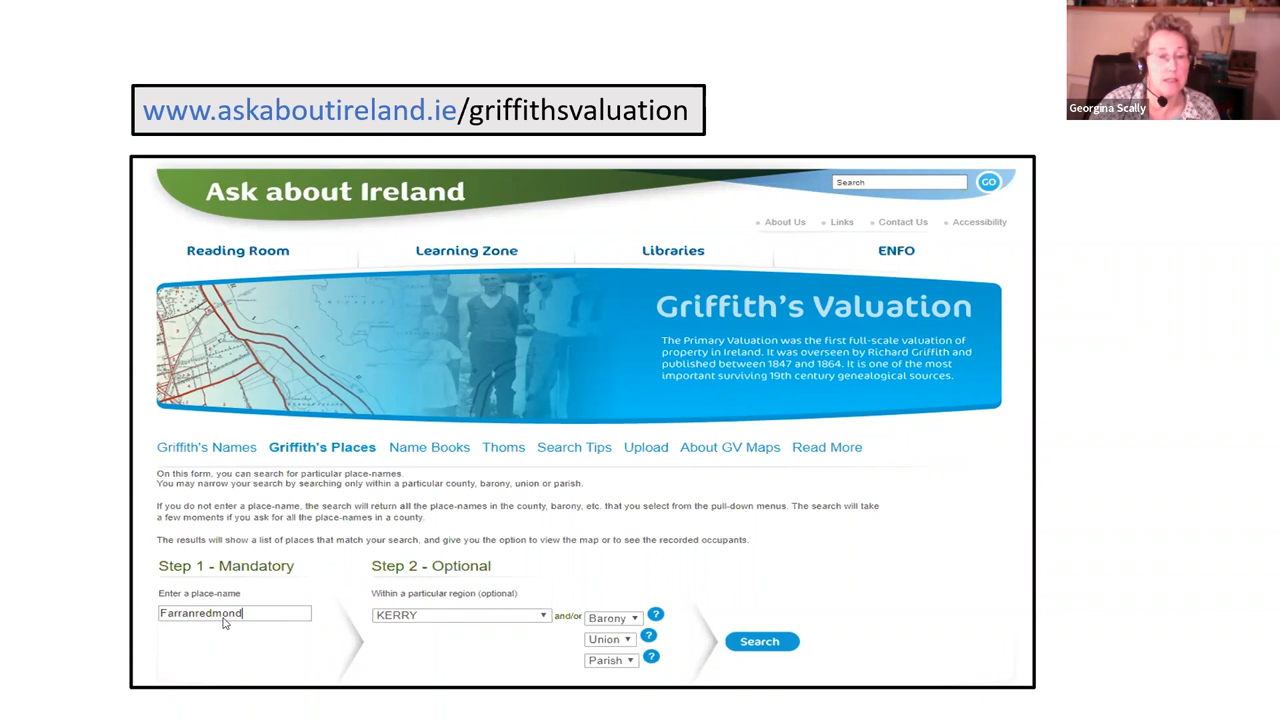 www.askaboutireland.ie/griffithsvaluation
Georgina Scally
Ask about Ireland
Search
GO
About Us
Links
Contact Us
Accessibility
Reading Room
Learning Zone
Libraries
ENFO
Griffith's Valuation
The Primary Valuation was the first full-scale valuation of
property in Ireland. It was overseen by Richard Griffith and
published between 1847 and 1864. It is one of the most
important surviving 19th century genealogical sources.
Griffith's Names Griffith's Places Name Books Thoms Search Tips Upload About GV Maps Read More
On this form, you can search for particular place-names.
You may narrow your search by searching only within a particular county, barony, union or parish.
If you do not enter a place-name, the search will return all the place-names in the county, barony, etc. that you select from the pull-down menus. The search will take
a few moments if you ask for all the place-names in a county.
The results will show a list of places that match your search, and give you the option to view the map or to see the recorded occupants.
Step 1 - Mandatory
Enter a place-name
Farranredmond
Step 2 - Optional
Within a particular region (optional)
KERRY
and/or
Barony
?
Union
?
Parish
?
Search